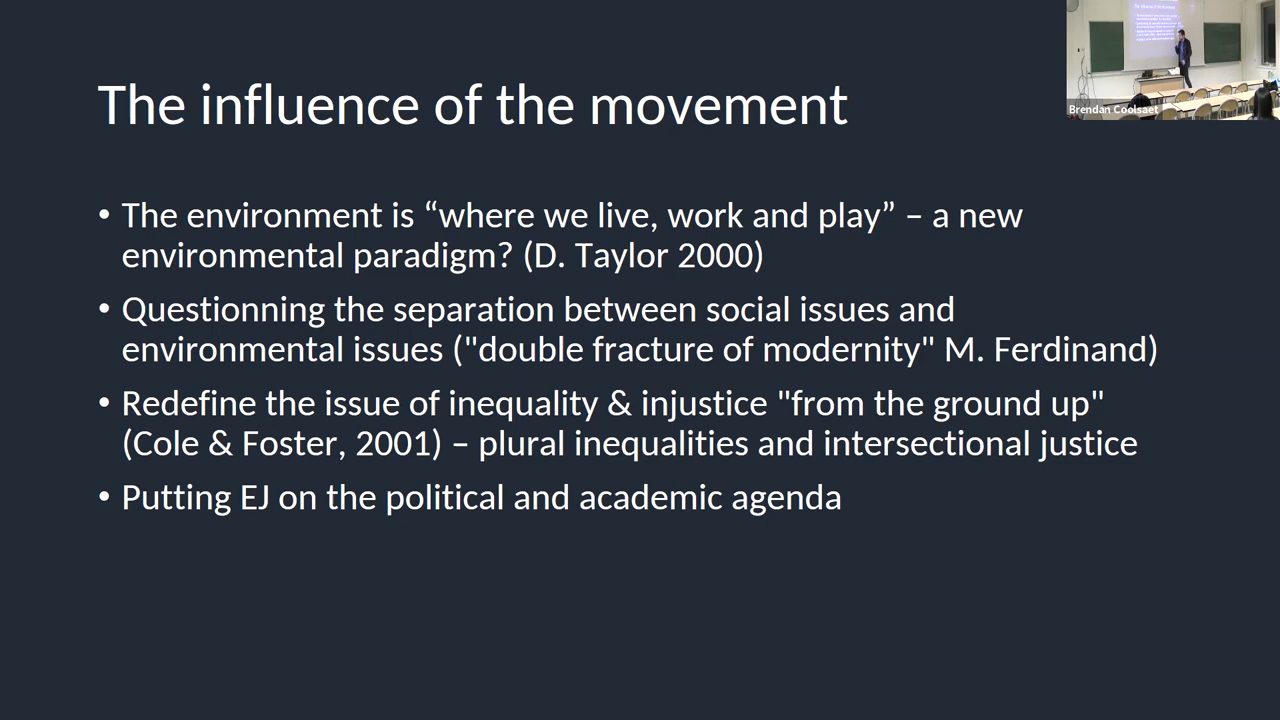 The influence of the movement
Brendan Coolsaet
• The environment is “where we live, work and play” – a new
environmental paradigm? (D. Taylor 2000)
• Questionning the separation between social issues and
environmental issues ("double fracture of modernity" M. Ferdinand)
• Redefine the issue of inequality & injustice "from the ground up"
(Cole & Foster, 2001) – plural inequalities and intersectional justice
• Putting EJ on the political and academic agenda